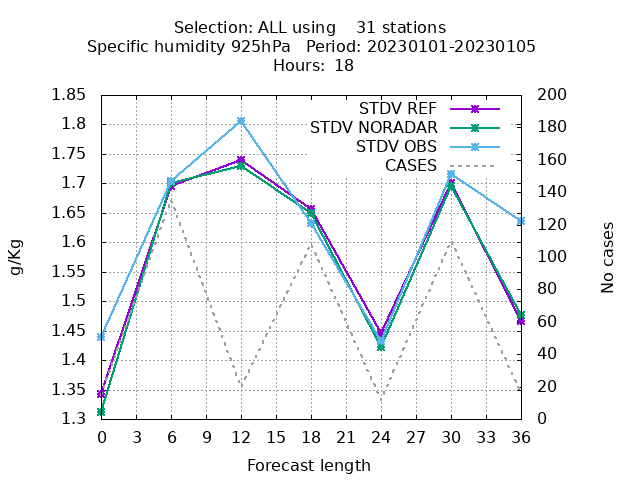 Selection: ALL using    31 stations
Specific humidity 925hPa   Period: 20230101-20230105
Hours: 18
STDV REF
STDV NORADAR
STDV OBS
CASES
g/Kg
1.85
1.8
1.75
1.7
1.65
1.6
1.55
1.5
1.45
1.4
1.35
1.3
200
180
160
140
120
100
80
60
40
20
0
No cases
0 3 6 9 12 15 18 21 24 27 30 33 36
Forecast length